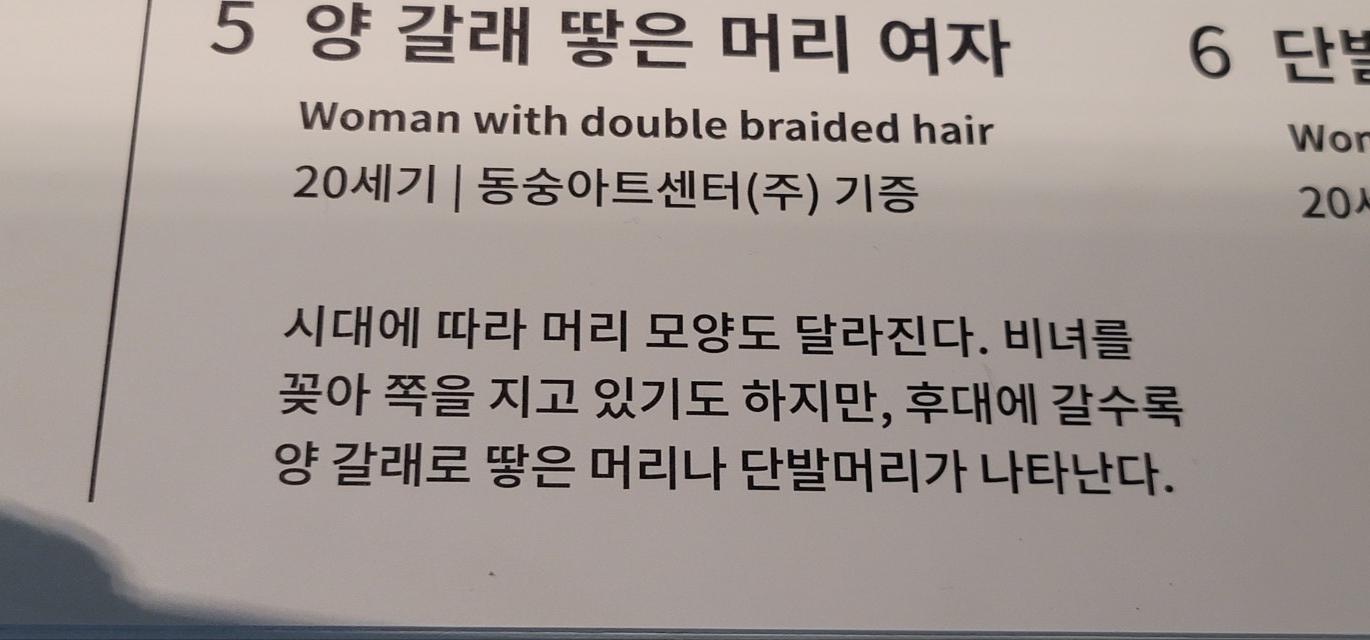 5 양 갈래 땋은 머리 여자
Woman with double braided hair
20세기 | 동숭아트센터(주) 기증
시대에 따라 머리 모양도 달라진다. 비녀를
꽂아 쪽을 지고 있기도 하지만, 후대에 갈수록
양 갈래로 땋은 머리나 단발머리가 나타난다.
6